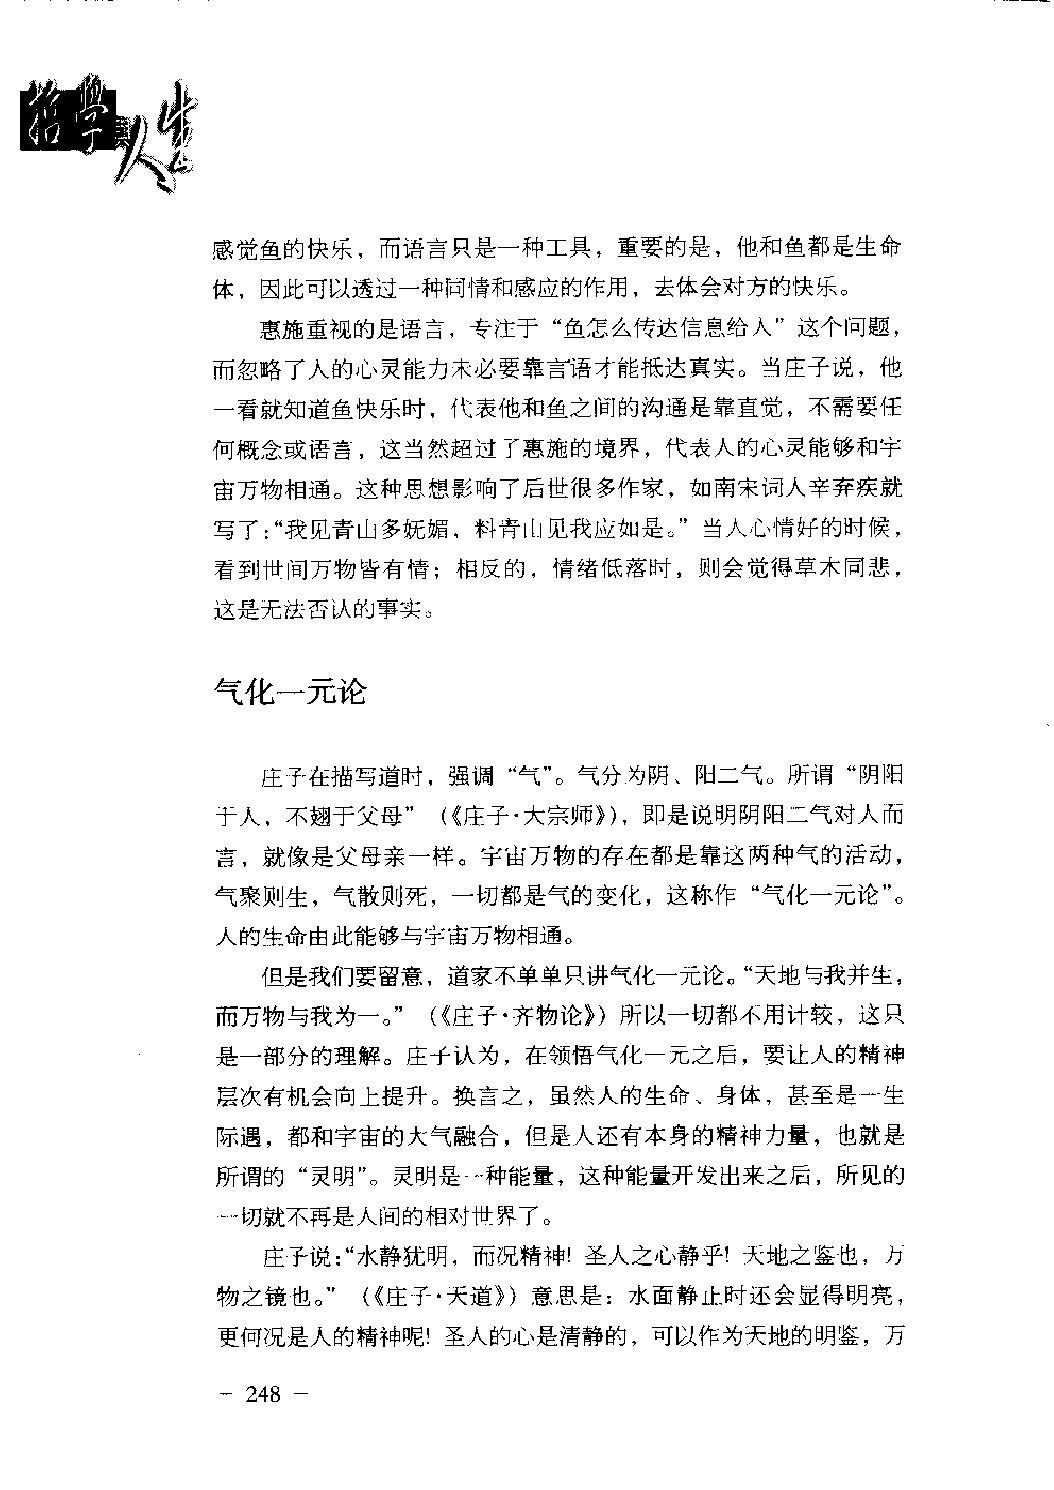 哲學與人生
感觉鱼的快乐，而语言只是一种工具，重要的是，他和鱼都是生命
体，因此可以透过一种同情和感应的作用，去体会对方的快乐。
惠施重视的是语言，专注于“鱼怎么传达信息给人”这个问题，
而忽略了人的心灵能力未必要靠言语才能抵达真实。当庄子说，他
一看就知道鱼快乐时，代表他和鱼之间的沟通是靠直觉，不需要任
何概念或语言，这当然超过了惠施的境界，代表人的心灵能够和宇
宙万物相通。这种思想影响了后世很多作家，如南宋词人辛弃疾就
写了：“我见青山多妩媚，料青山见我应如是。”当人心情好的时候，
看到世间万物皆有情；相反的，情绪低落时，则会觉得草木同悲，
这是无法否认的事实。
气化一元论
庄子在描写道时，强调“气”。气分为阴、阳二气。所谓“阴阳
于人，不翅于父母”（《庄子·大宗师》），即是说明阴阳二气对人而
言，就像是父母亲一样。宇宙万物的存在都是靠这两种气的活动，
气聚则生，气散则死，一切都是气的变化，这称作“气化一元论”。
人的生命由此能够与宇宙万物相通。
但是我们要留意，道家不单单只讲气化一元论。“天地与我并生，
而万物与我为一。”（《庄子·齐物论》）所以一切都不用计较，这只
是一部分的理解。庄子认为，在领悟气化一元之后，要让人的精神
层次有机会向上提升。换言之，虽然人的生命、身体，甚至是一生
际遇，都和宇宙的大气融合，但是人还有本身的精神力量，也就是
所谓的“灵明”。灵明是一种能量，这种能量开发出来之后，所见的
一切就不再是人间的相对世界了。
庄子说：“水静犹明，而况精神！圣人之心静乎！天地之鉴也，万
物之镜也。”（《庄子·天道》）意思是：水面静止时还会显得明亮，
更何况是人的精神呢！圣人的心是清静的，可以作为天地的明鉴，万
－ 248 －